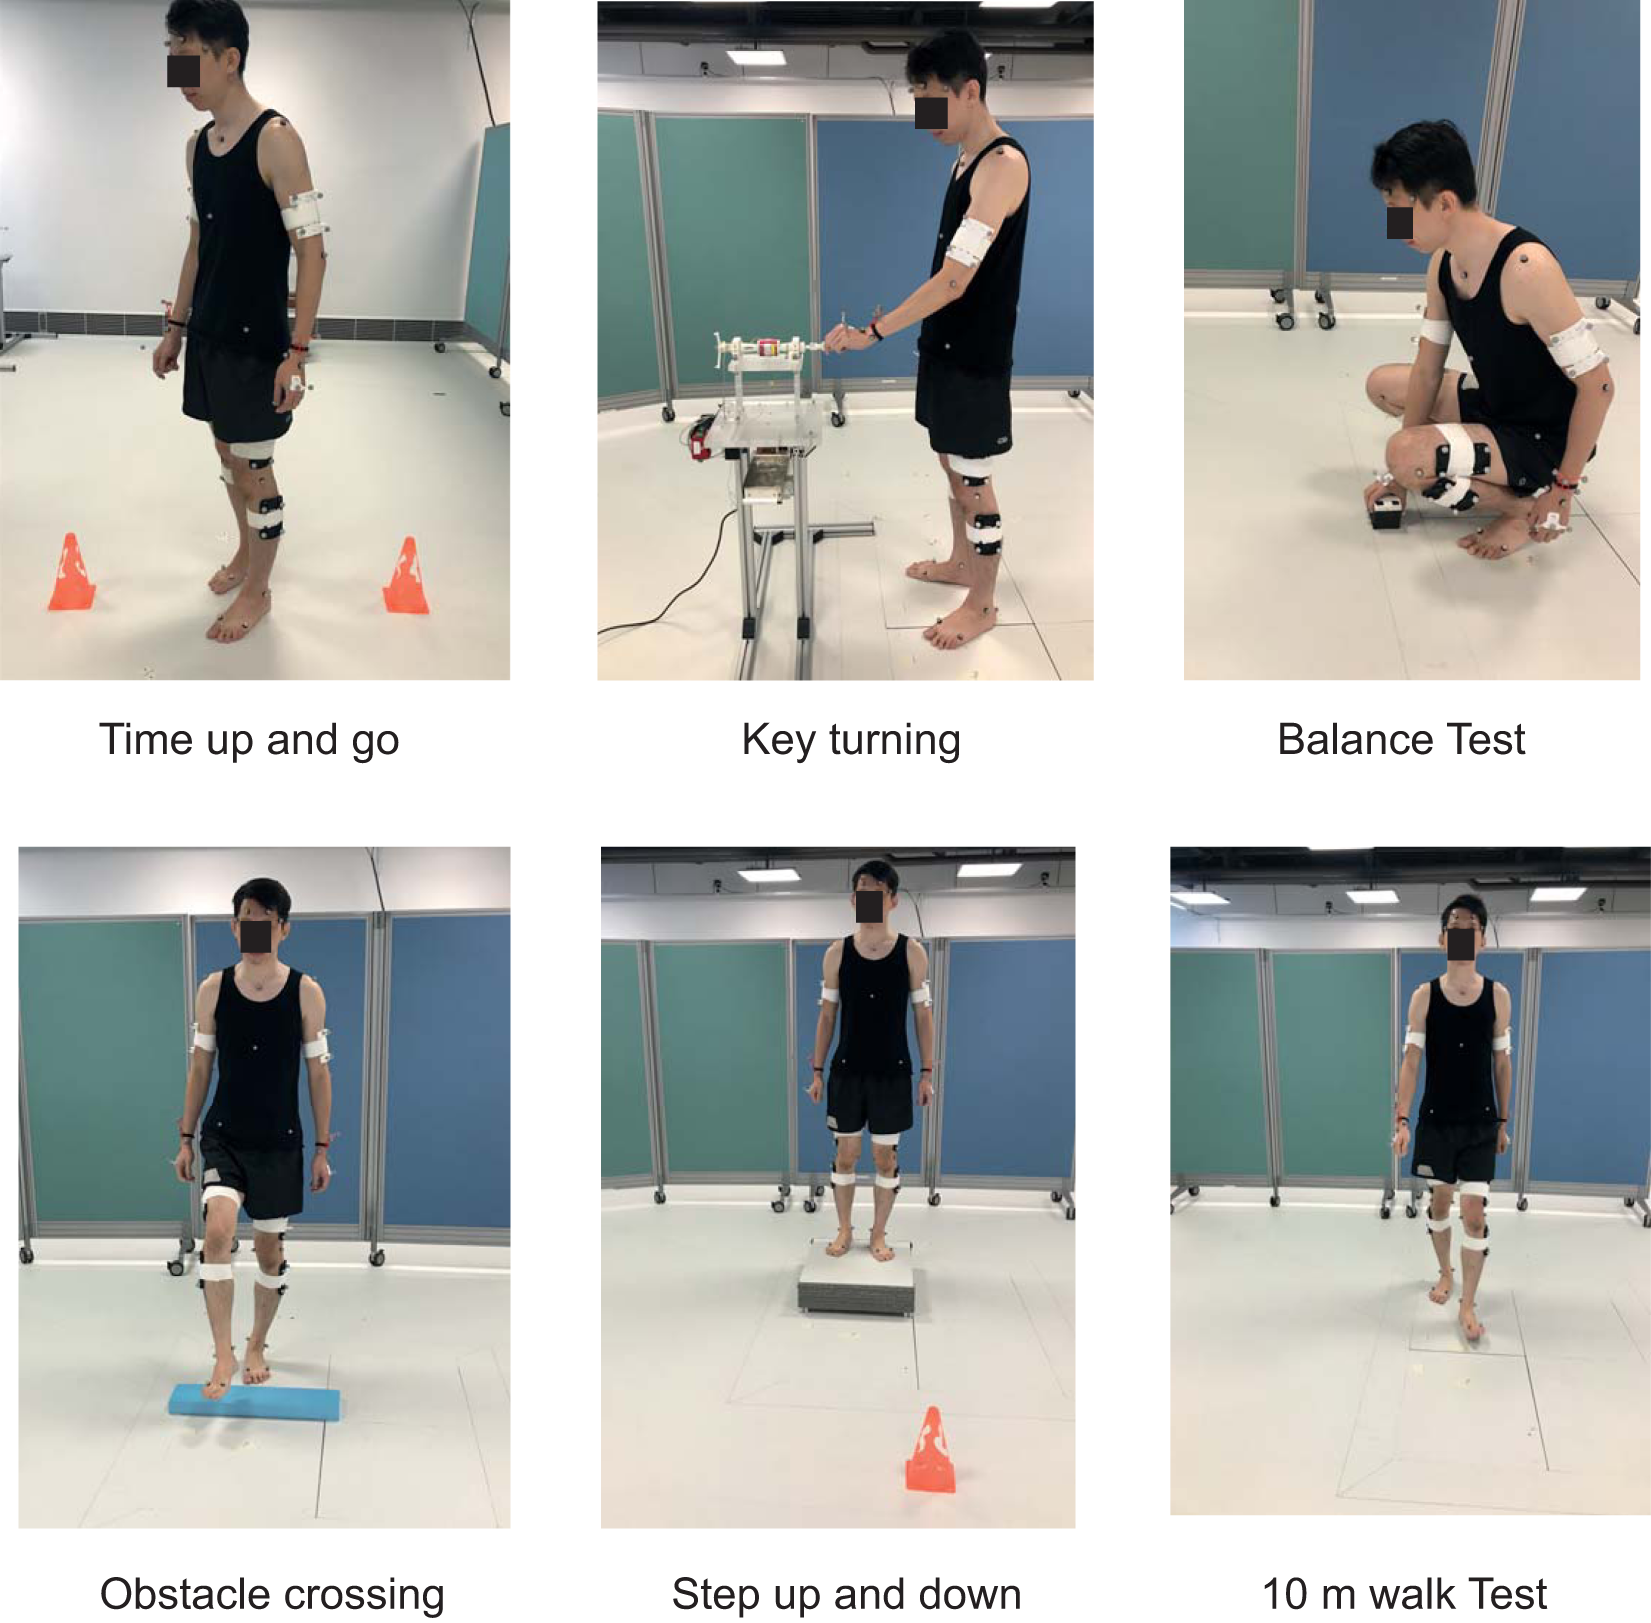 Time up and go
Key turning
Balance Test
Obstacle crossing
Step up and down
10 m walk Test